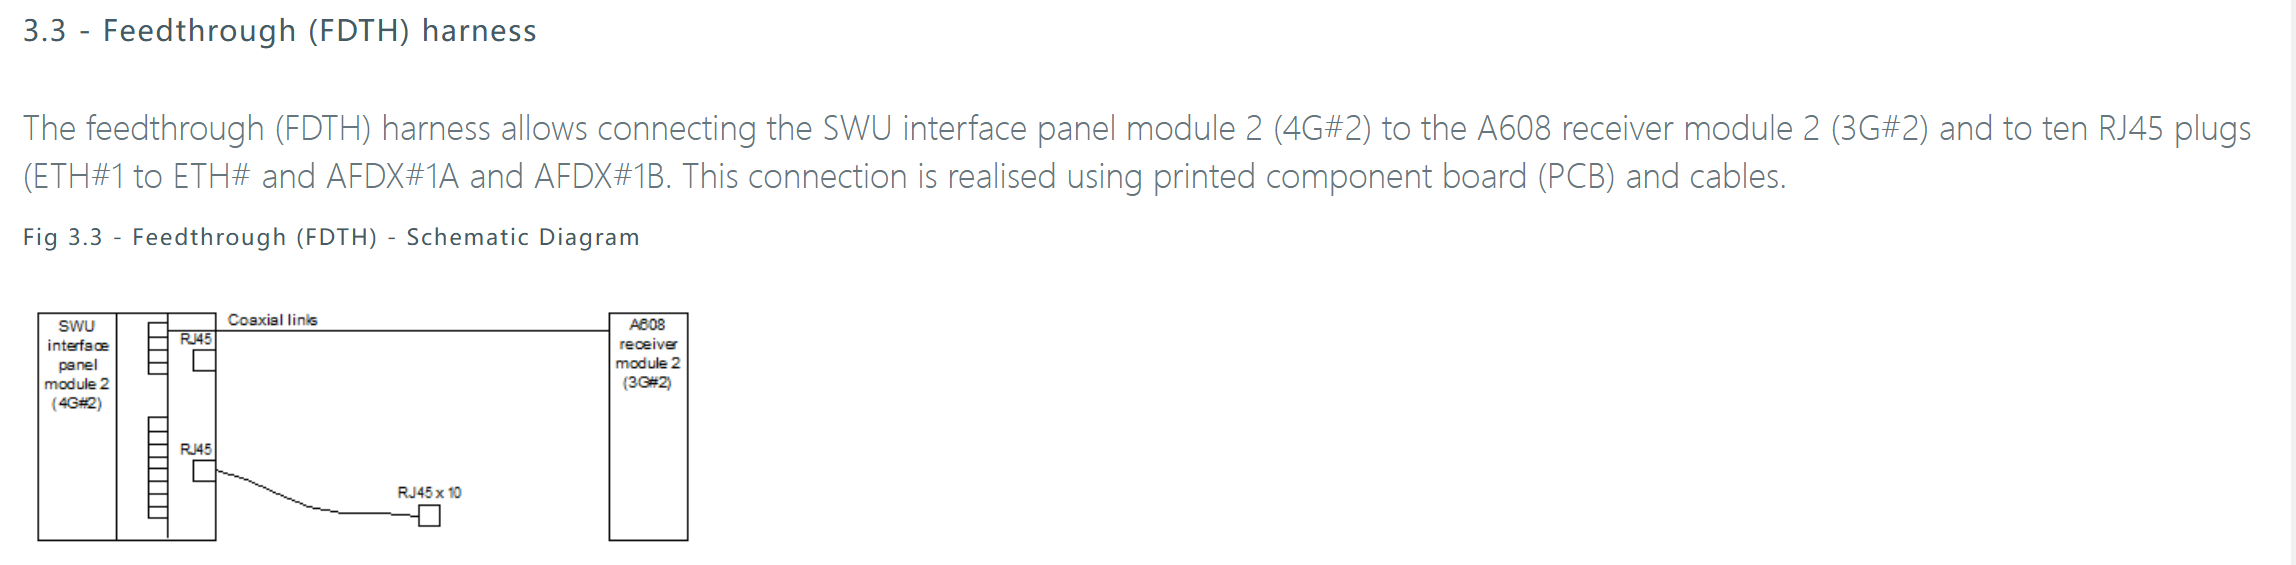 3.3 - Feedthrough (FDTH) harness
The feedthrough (FDTH) harness allows connecting the SWU interface panel module 2 (4G#2) to the A608 receiver module 2 (3G#2) and to ten RJ45 plugs
(ETH#1 to ETH# and AFDX#1A and AFDX#1B. This connection is realised using printed component board (PCB) and cables.
Fig 3.3 - Feedthrough (FDTH) - Schematic Diagram
SWU
interface
panel
module 2
(4G#2)
RJ45
Coaxial links
A608
receiver
module 2
(3G#2)
RJ45
RJ45 x 10